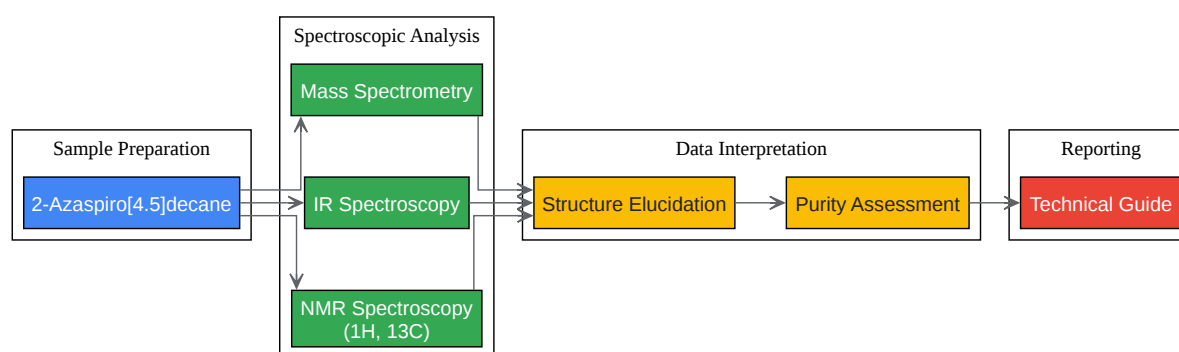 Sample Preparation
2-Azaspiro[4.5]decane
Spectroscopic Analysis
Mass Spectrometry
IR Spectroscopy
NMR Spectroscopy
(1H, 13C)
Data Interpretation
Structure Elucidation
Purity Assessment
Reporting
Technical Guide